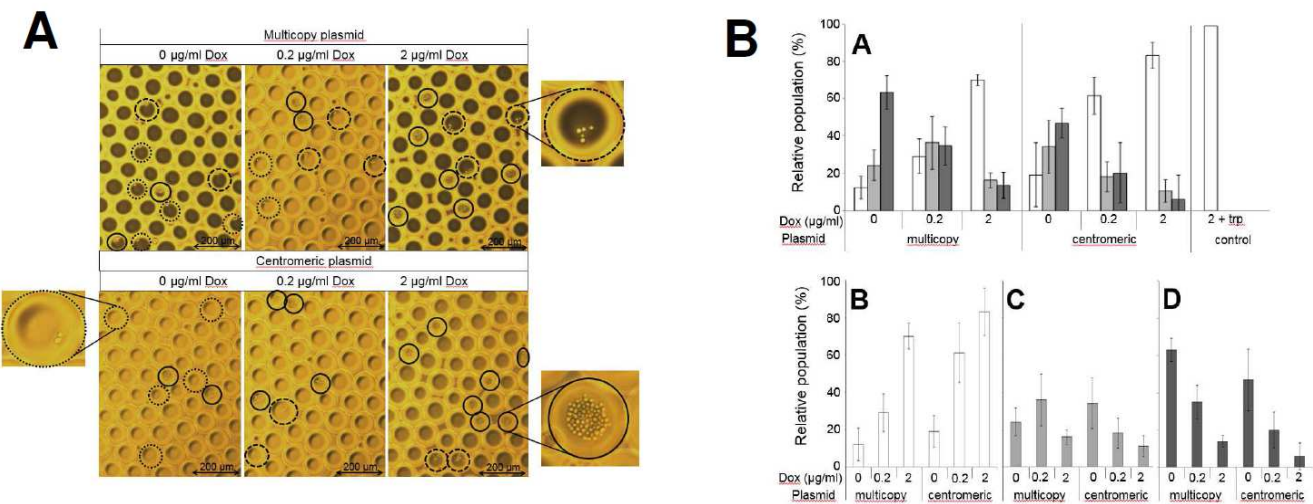 A
Multicopy plasmid
0 µg/ml Dox 0.2 µg/ml Dox 2 µg/ml Dox
200 µm 200 µm 200 µm
Centromeric plasmid
0 µg/ml Dox 0.2 µg/ml Dox 2 µg/ml Dox
200 µm 200 µm 200 µm
B
A
Relative population (%)
100
80
60
40
20
0
Dox (µg/ml) 0 0.2 2 0 0.2 2 2 + trp
Plasmid multicopy centromeric control
B C D
Relative population (%)
100
80
60
40
20
0
Dox (µg/ml) 0 0.2 2 0 0.2 2 0 0.2 2 0 0.2 2 0 0.2 2 0 0.2 2
Plasmid multicopy centromeric multicopy centromeric multicopy centromeric